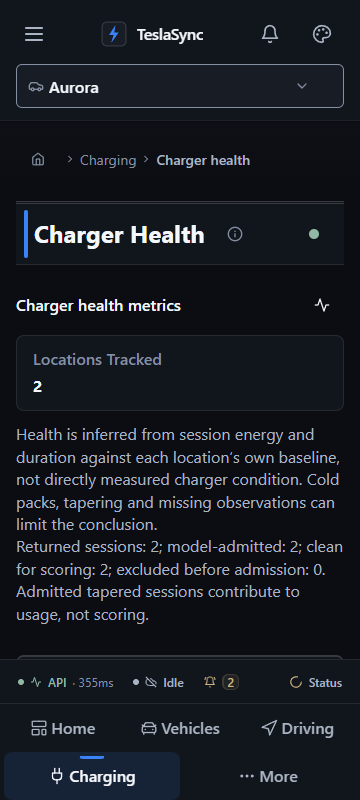 TeslaSync
Aurora
Charging
Charger health
Charger Health
Charger health metrics
Locations Tracked
2
Health is inferred from session energy and
duration against each location's own baseline,
not directly measured charger condition. Cold
packs, tapering and missing observations can
limit the conclusion.
Returned sessions: 2; model-admitted: 2; clean
for scoring: 2; excluded before admission: 0.
Admitted tapered sessions contribute to
usage, not scoring.
API · 355ms Idle 2 Status
Home Vehicles Driving
Charging More